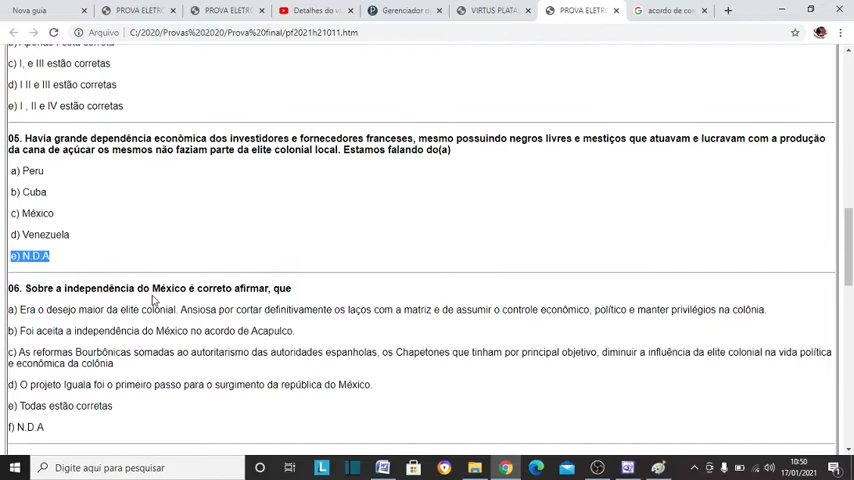 Nova guia
PROVA ELETRO
PROVA ELETRO
Detalhes do ví
Gerenciador de
VIRTUS PLATA
PROVA ELETR
acordo de cor
Arquivo
C:/2020/Provas%202020/Prova%20final/pf2021h21011.htm
b) Apenas I está correta
c) I, e III estão corretas
d) I II e III estão corretas
e) I , II e IV estão corretas
05. Havia grande dependência econômica dos investidores e fornecedores franceses, mesmo possuindo negros livres e mestiços que atuavam e lucravam com a produção
da cana de açúcar os mesmos não faziam parte da elite colonial local. Estamos falando do(a)
a) Peru
b) Cuba
c) México
d) Venezuela
e) N.D.A
06. Sobre a independência do México é correto afirmar, que
a) Era o desejo maior da elite colonial. Ansiosa por cortar definitivamente os laços com a matriz e de assumir o controle econômico, político e manter privilégios na colônia.
b) Foi aceita a independência do México no acordo de Acapulco.
c) As reformas Bourbônicas somadas ao autoritarismo das autoridades espanholas, os Chapetones que tinham por principal objetivo, diminuir a influência da elite colonial na vida política
e econômica da colônia
d) O projeto Iguala foi o primeiro passo para o surgimento da república do México.
e) Todas estão corretas
f) N.D.A
Digite aqui para pesquisar
10:50
17/01/2021